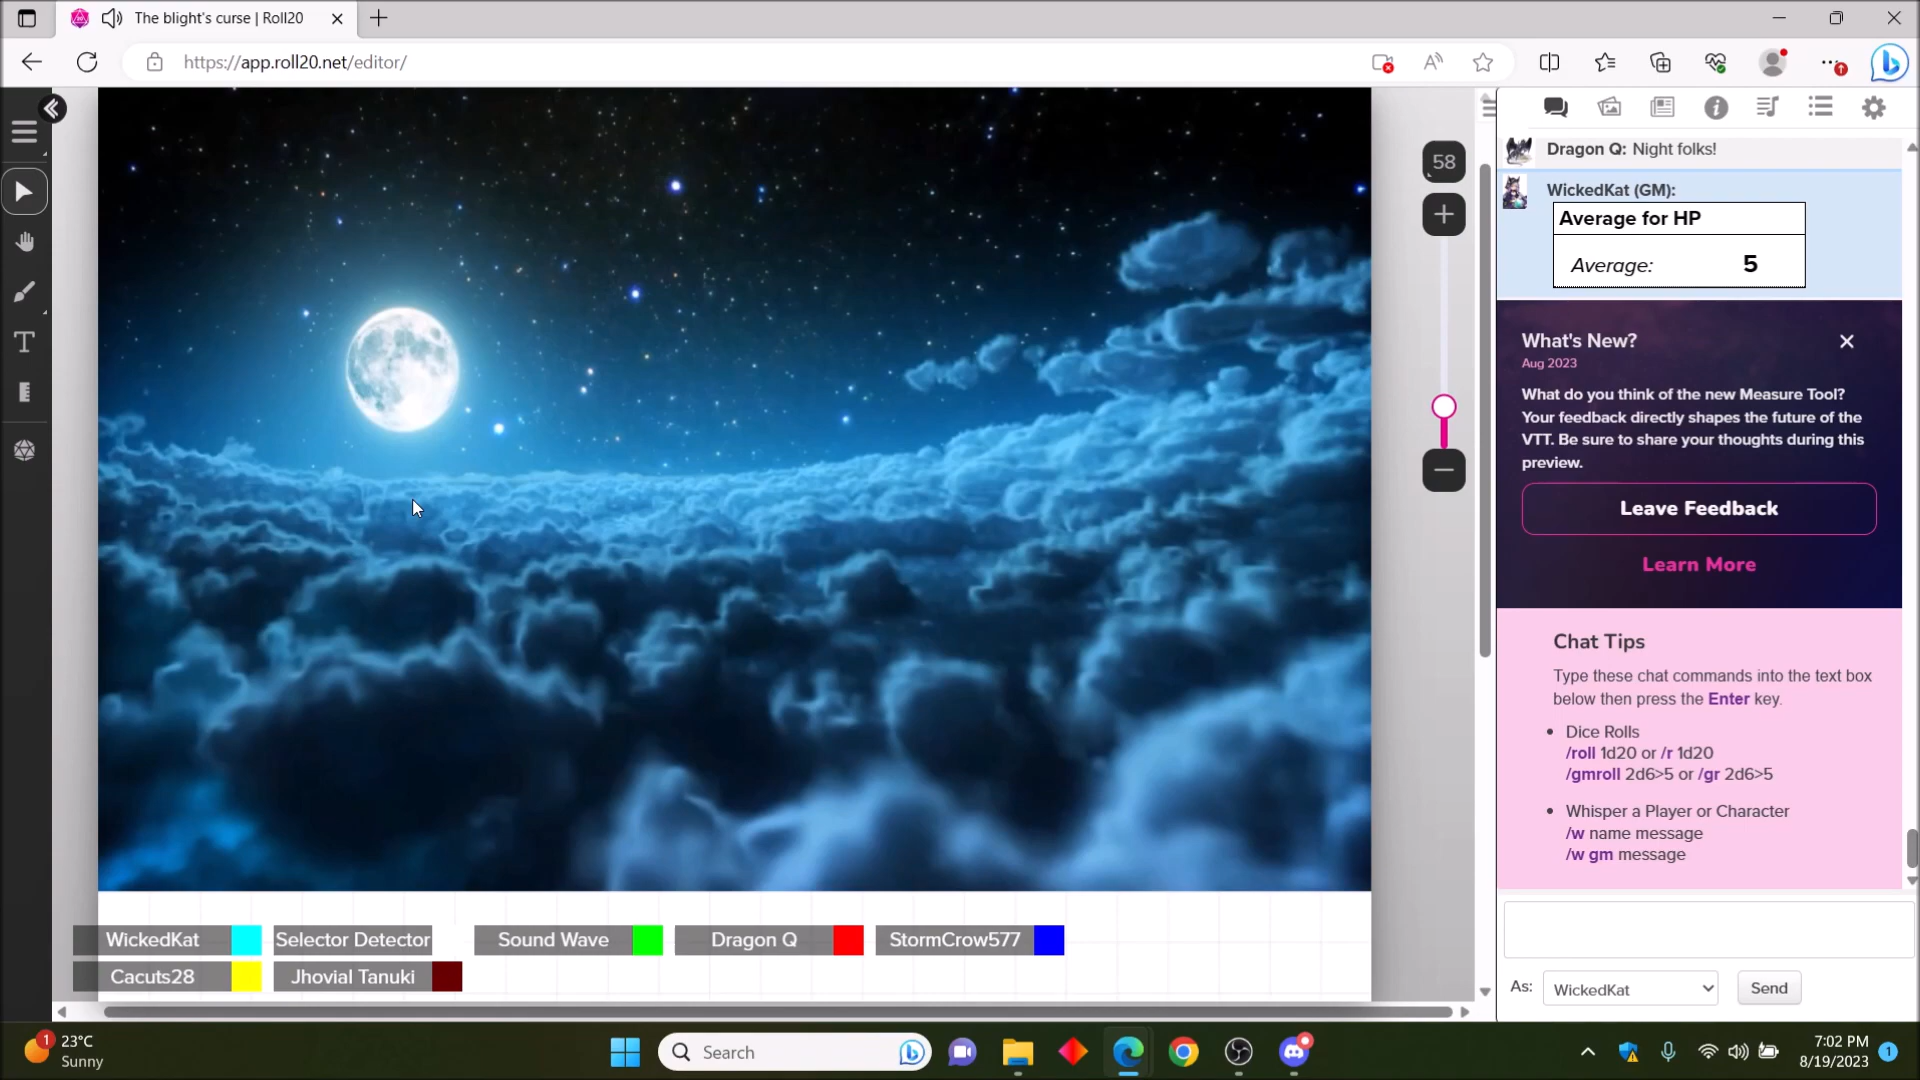 The blight's curse | Roll20
https://app.roll20.net/editor/
58
Dragon Q: Night folks!
WickedKat (GM):
Average for HP
Average: 5
What's New?
Aug 2023
What do you think of the new Measure Tool?
Your feedback directly shapes the future of the
VTT. Be sure to share your thoughts during this
preview.
Leave Feedback
Learn More
Chat Tips
Type these chat commands into the text box
below then press the Enter key.
Dice Rolls
/roll 1d20 or /r 1d20
/gmroll 2d6>5 or /gr 2d6>5
Whisper a Player or Character
/w name message
/w gm message
WickedKat
Selector Detector
Sound Wave
Dragon Q
StormCrow577
Cacuts28
Jhovial Tanuki
As: WickedKat
Send
1
23°C
Sunny
Search
7:02 PM
8/19/2023
1